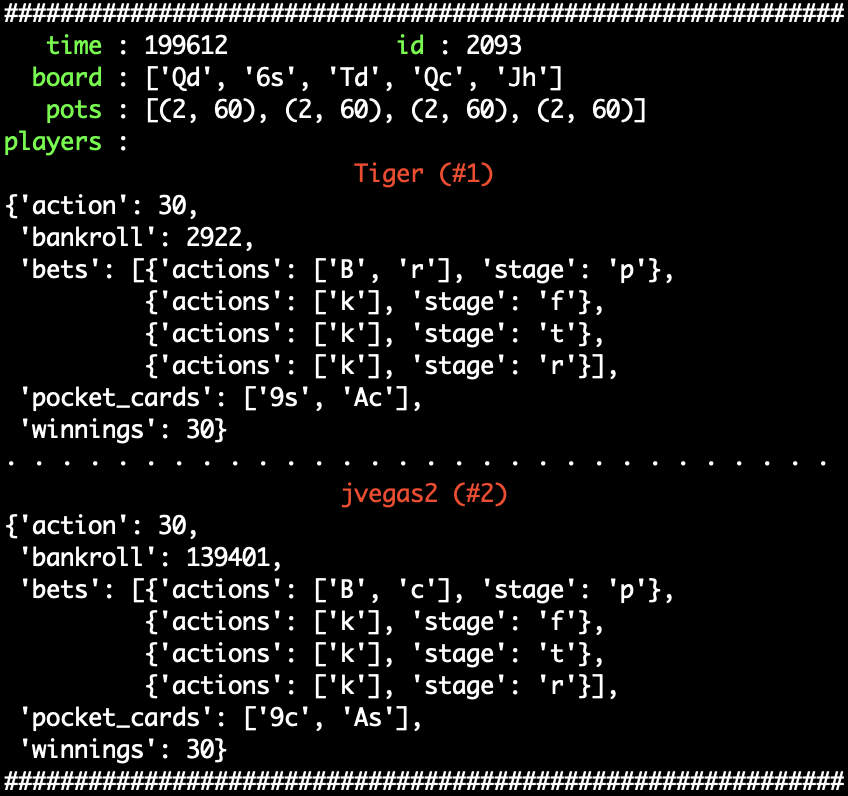 ############################################################
time : 199612 id : 2093
board : ['Qd', '6s', 'Td', 'Qc', 'Jh']
pots : [(2, 60), (2, 60), (2, 60), (2, 60)]
players :
Tiger (#1)
{'action': 30,
'bankroll': 2922,
'bets': [{'actions': ['B', 'r'], 'stage': 'p'},
{'actions': ['k'], 'stage': 'f'},
{'actions': ['k'], 'stage': 't'},
{'actions': ['k'], 'stage': 'r'}],
'pocket_cards': ['9s', 'Ac'],
'winnings': 30}
. . . . . . . . . . . . . . . . . . . . . . . . . . . . . .
jvegas2 (#2)
{'action': 30,
'bankroll': 139401,
'bets': [{'actions': ['B', 'c'], 'stage': 'p'},
{'actions': ['k'], 'stage': 'f'},
{'actions': ['k'], 'stage': 't'},
{'actions': ['k'], 'stage': 'r'}],
'pocket_cards': ['9c', 'As'],
'winnings': 30}
############################################################